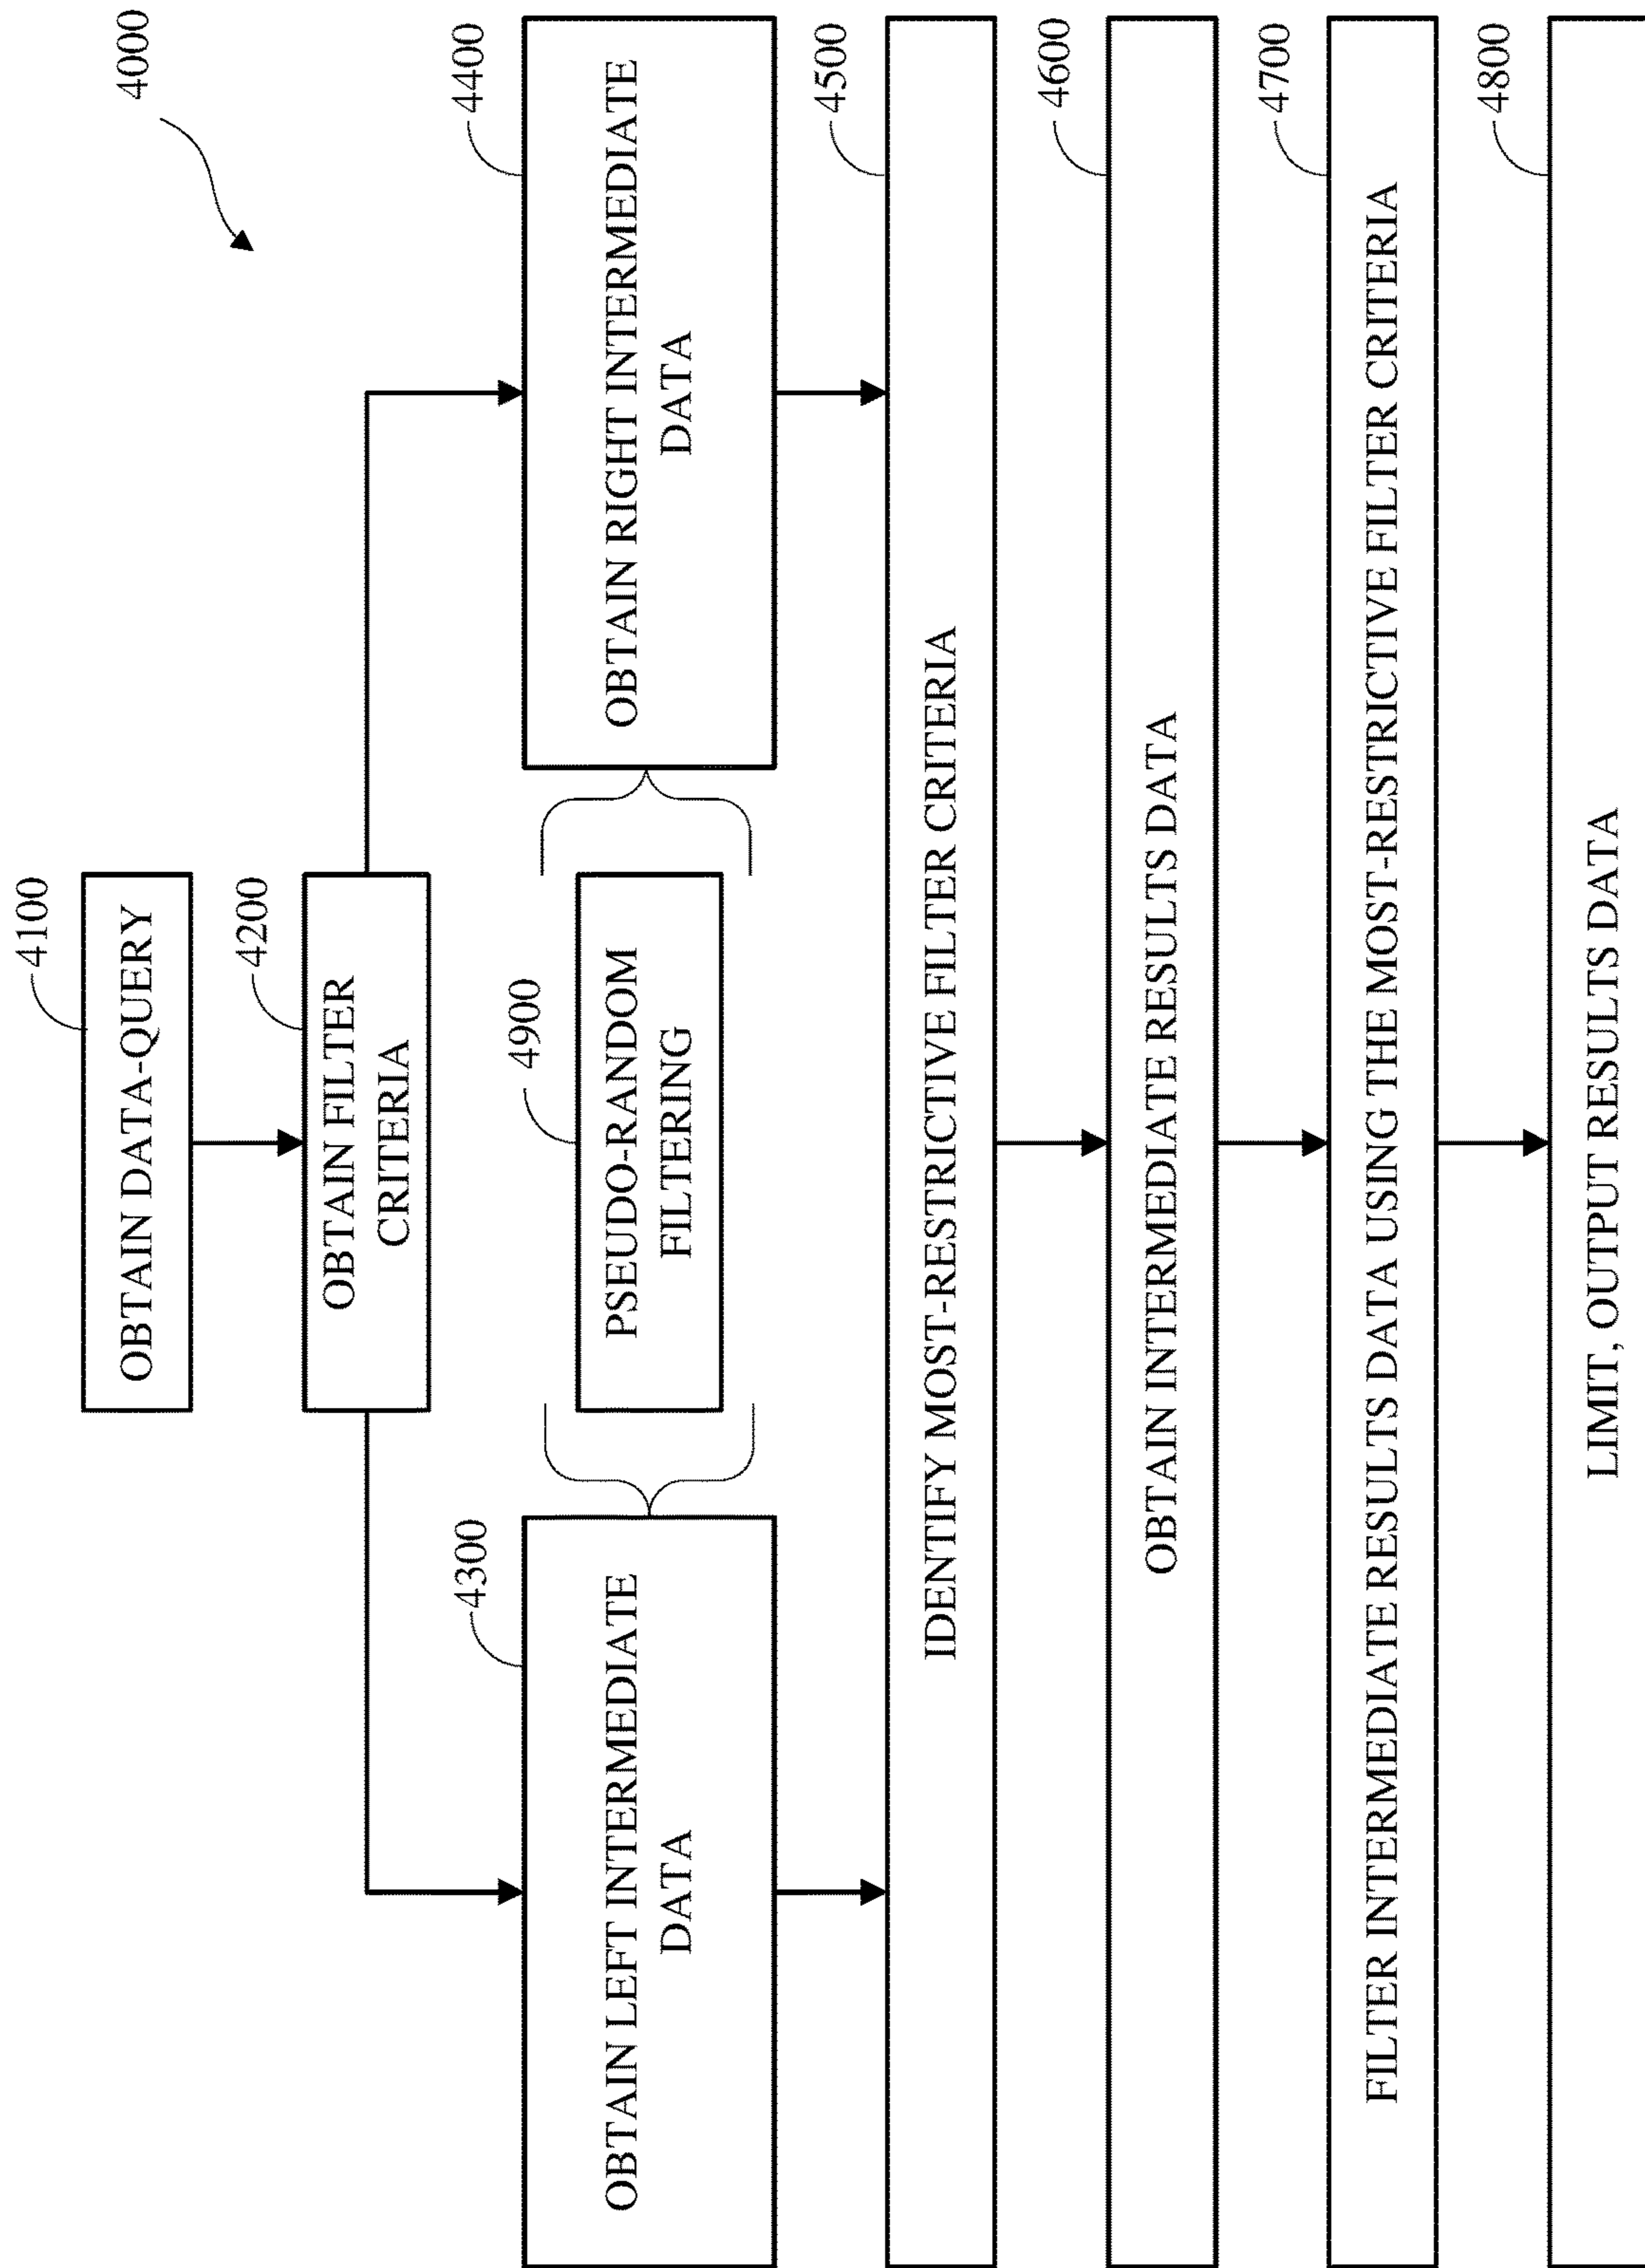 4000
4100
OBTAIN DATA-QUERY
4200
OBTAIN FILTER
CRITERIA
4300
OBTAIN LEFT INTERMEDIATE
DATA
4900
PSEUDO-RANDOM
FILTERING
4400
OBTAIN RIGHT INTERMEDIATE
DATA
4500
IDENTIFY MOST-RESTRICTIVE FILTER CRITERIA
4600
OBTAIN INTERMEDIATE RESULTS DATA
4700
FILTER INTERMEDIATE RESULTS DATA USING THE MOST-RESTRICTIVE FILTER CRITERIA
4800
LIMIT, OUTPUT RESULTS DATA